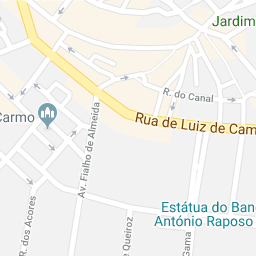 Jardim
R. do Canal
Rua de Luiz de Cam
Carmo
Av. Fialho de Almeida
Estátua do Ban
António Raposo
R. dos Açores
e Queiroz
Gama